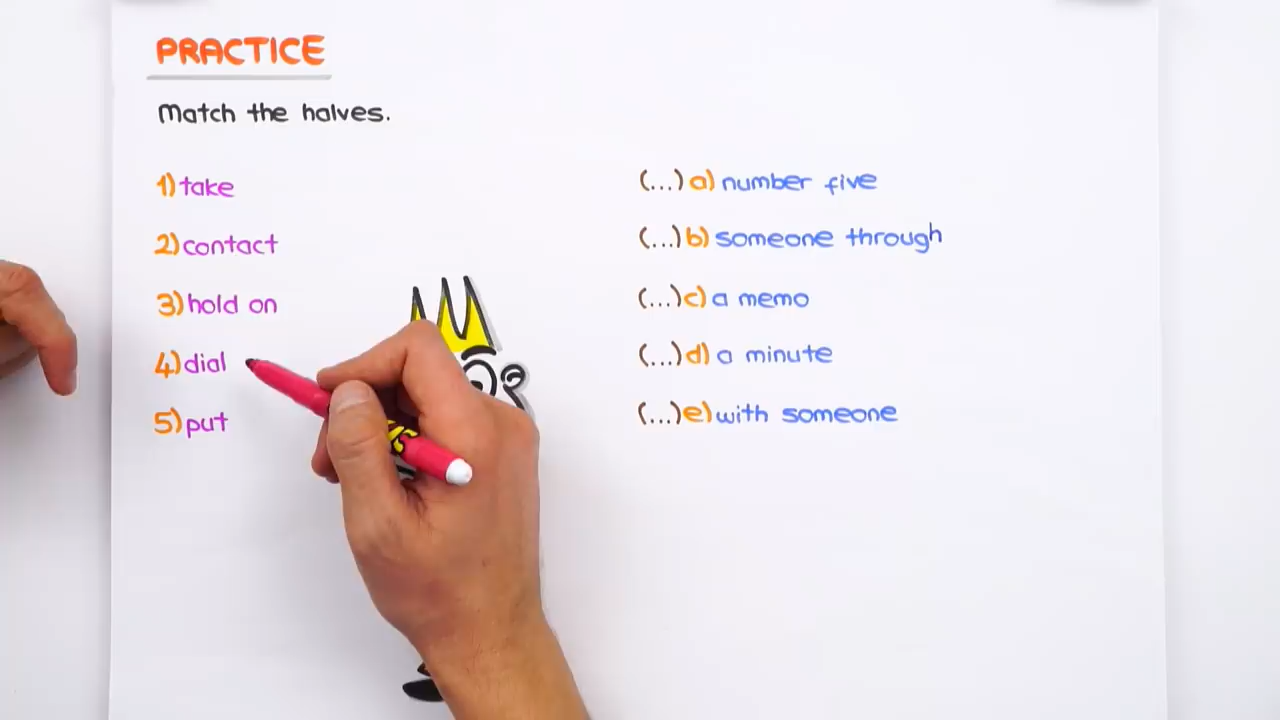 PRACTICE
Match the halves.
1) take
2) contact
3) hold on
4) dial
5) put
(...) a) number five
(...) b) someone through
(...) c) a memo
(...) d) a minute
(...) e) with someone